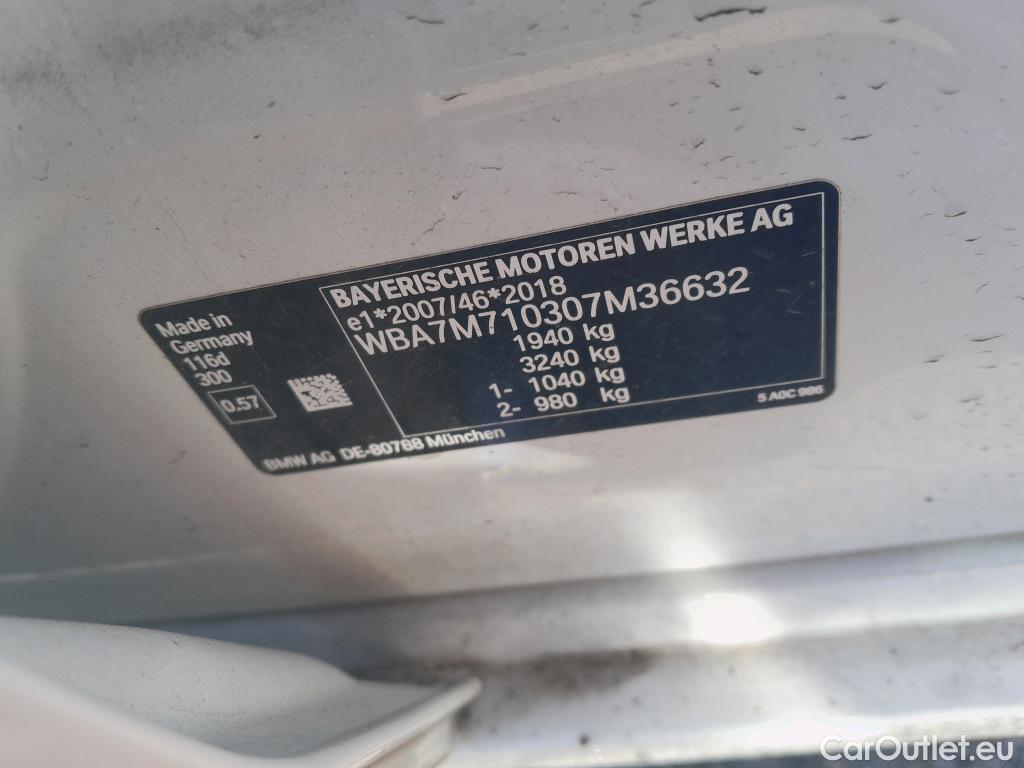 Made in
Germany
116d
300
0.57
BAYERISCHE MOTOREN WERKE AG
e1*2007/46*2018
WBA7M710307M36632
1940 kg
3240 kg
1- 1040 kg
2- 980 kg
5 A0C 986
BMW AG DE-80788 München
CarOutlet.eu